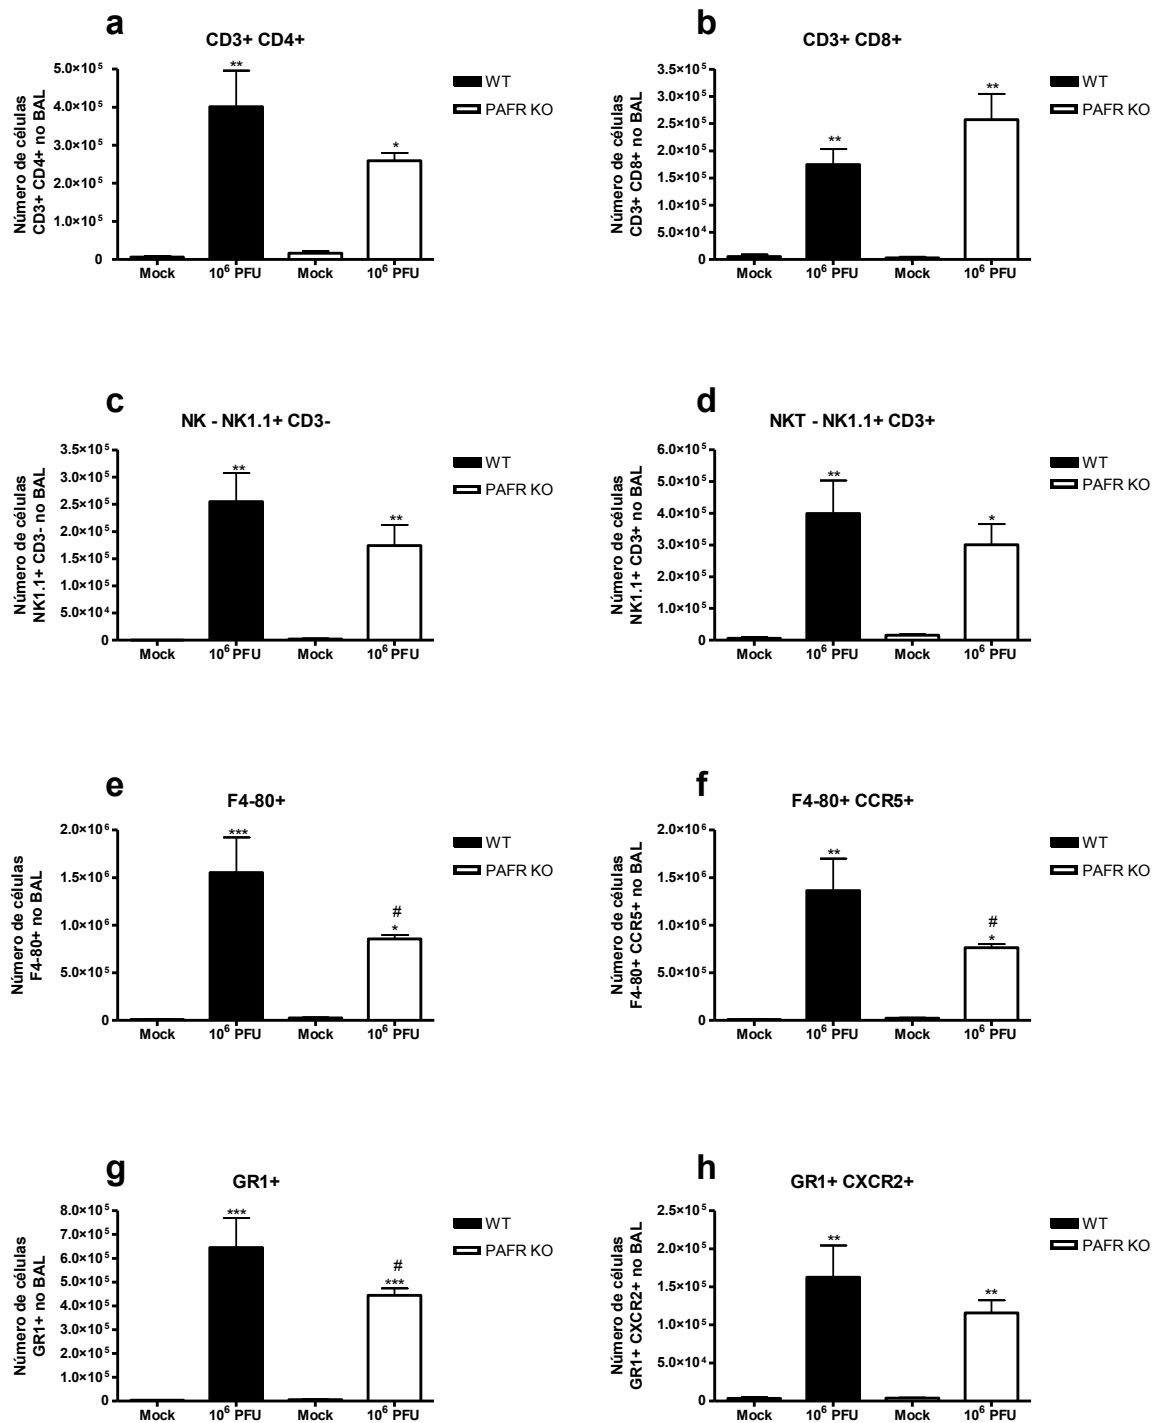 a
CD3+ CD4+
Número de células
CD3+ CD4+ no BAL
5.0×10⁵
4.0×10⁵
3.0×10⁵
2.0×10⁵
1.0×10⁵
0
**
*
Mock 10⁶ PFU Mock 10⁶ PFU
WT
PAFR KO
b
CD3+ CD8+
Número de células
CD3+ CD8+ no BAL
3.5×10⁵
3.0×10⁵
2.5×10⁵
2.0×10⁵
1.5×10⁵
1.0×10⁵
5.0×10⁴
0
**
**
Mock 10⁶ PFU Mock 10⁶ PFU
WT
PAFR KO
c
NK - NK1.1+ CD3-
Número de células
NK1.1+ CD3- no BAL
3.5×10⁵
3.0×10⁵
2.5×10⁵
2.0×10⁵
1.5×10⁵
1.0×10⁵
5.0×10⁴
0
**
**
Mock 10⁶ PFU Mock 10⁶ PFU
WT
PAFR KO
d
NKT - NK1.1+ CD3+
Número de células
NK1.1+ CD3+ no BAL
6.0×10⁵
5.0×10⁵
4.0×10⁵
3.0×10⁵
2.0×10⁵
1.0×10⁵
0
**
*
Mock 10⁶ PFU Mock 10⁶ PFU
WT
PAFR KO
e
F4-80+
Número de células
F4-80+ no BAL
2.0×10⁶
1.5×10⁶
1.0×10⁶
5.0×10⁵
0
***
#
*
Mock 10⁶ PFU Mock 10⁶ PFU
WT
PAFR KO
f
F4-80+ CCR5+
Número de células
F4-80+ CCR5+ no BAL
2.0×10⁶
1.5×10⁶
1.0×10⁶
5.0×10⁵
0
**
#
*
Mock 10⁶ PFU Mock 10⁶ PFU
WT
PAFR KO
g
GR1+
Número de células
GR1+ no BAL
8.0×10⁵
7.0×10⁵
6.0×10⁵
5.0×10⁵
4.0×10⁵
3.0×10⁵
2.0×10⁵
1.0×10⁵
0
***
#
***
Mock 10⁶ PFU Mock 10⁶ PFU
WT
PAFR KO
h
GR1+ CXCR2+
Número de células
GR1+ CXCR2+ no BAL
2.5×10⁵
2.0×10⁵
1.5×10⁵
1.0×10⁵
5.0×10⁴
0
**
**
Mock 10⁶ PFU Mock 10⁶ PFU
WT
PAFR KO